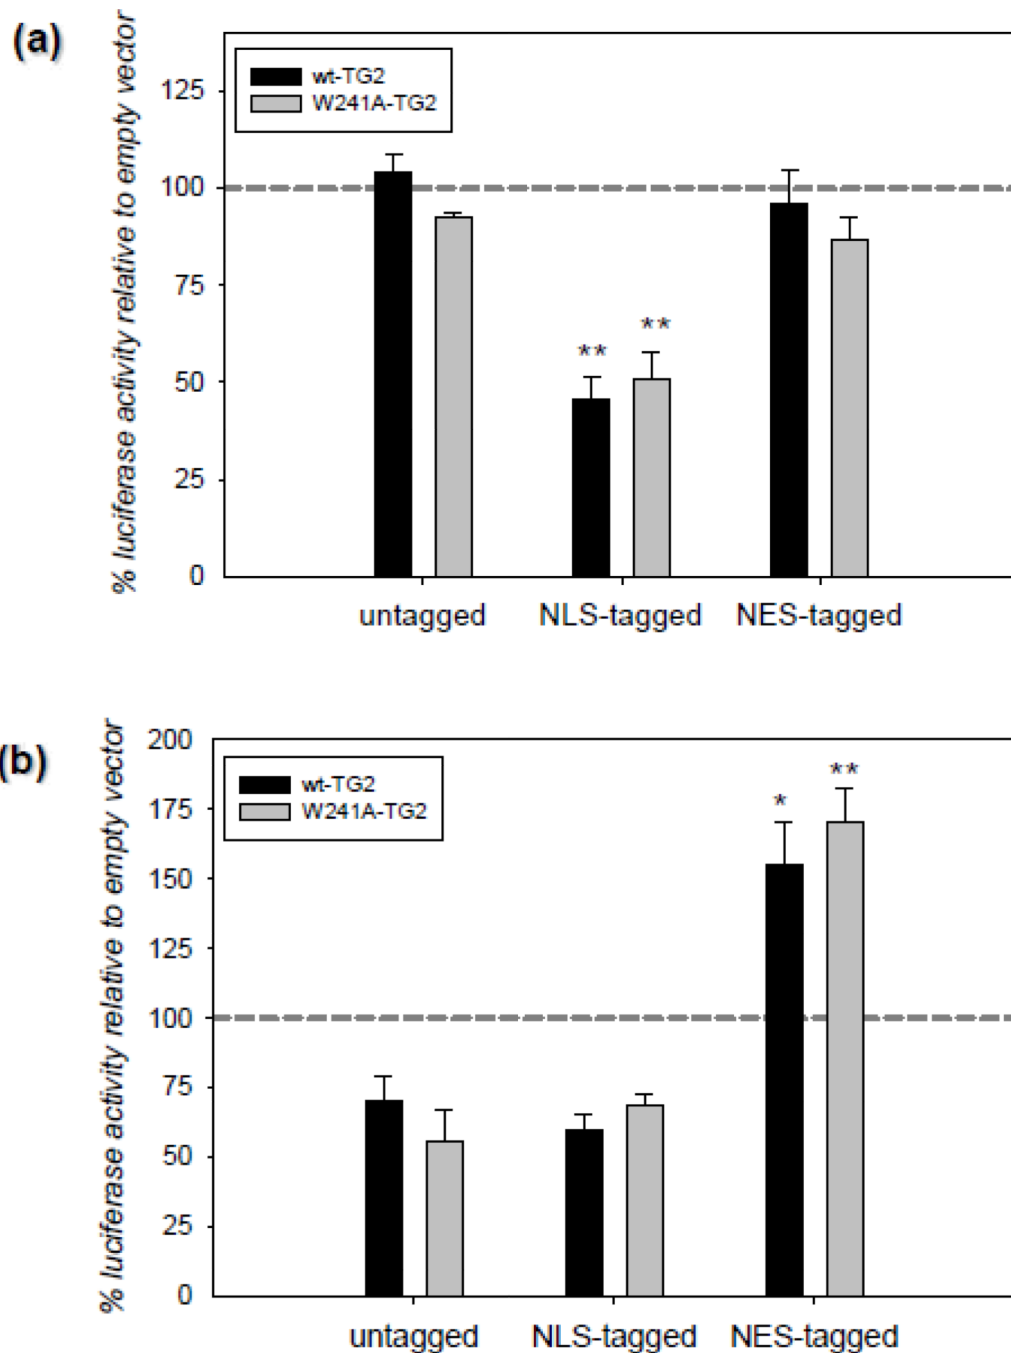 (a)
% luciferase activity relative to empty vector
wt-TG2
W241A-TG2
125
100
75
50
25
0
**
**
untagged NLS-tagged NES-tagged
(b)
% luciferase activity relative to empty vector
wt-TG2
W241A-TG2
200
175
150
125
100
75
50
25
0
*
**
untagged NLS-tagged NES-tagged